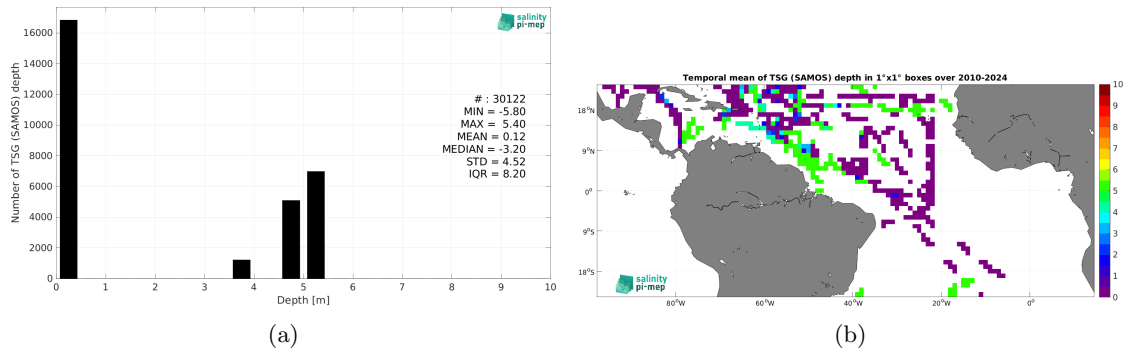 16000
14000
12000
10000
8000
6000
4000
2000
0
Number of TSG (SAMOS) depth
0 1 2 3 4 5 6 7 8 9 10
Depth [m]
salinity
pi-mep
# : 30122
MIN = -5.80
MAX = 5.40
MEAN = 0.12
MEDIAN = -3.20
STD = 4.52
IQR = 8.20
(a)
Temporal mean of TSG (SAMOS) depth in 1°x1° boxes over 2010-2024
18°N
9°N
0°
9°S
18°S
80°W 60°W 40°W 20°W 0°
salinity
pi-mep
10
9
8
7
6
5
4
3
2
1
0
(b)